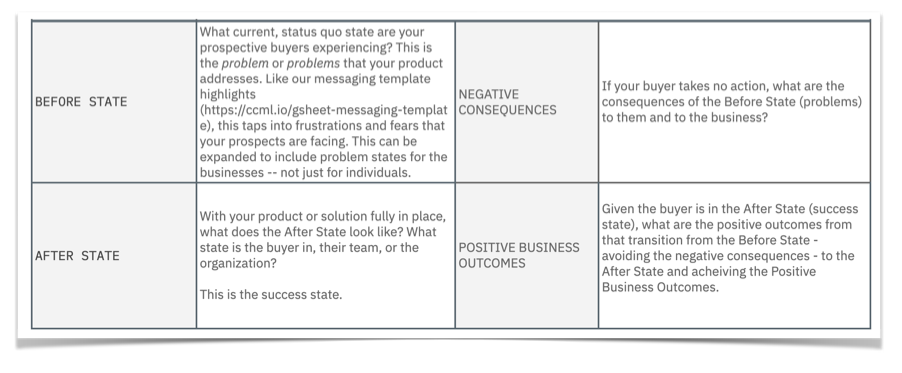 BEFORE STATE
What current, status quo state are your
prospective buyers experiencing? This is
the problem or problems that your product
addresses. Like our messaging template
highlights
(https://ccml.io/gsheet-messaging-templat
e), this taps into frustrations and fears that
your prospects are facing. This can be
expanded to include problem states for the
businesses -- not just for individuals.
NEGATIVE
CONSEQUENCES
If your buyer takes no action, what are the
consequences of the Before State (problems)
to them and to the business?
AFTER STATE
With your product or solution fully in place,
what does the After State look like? What
state is the buyer in, their team, or the
organization?
This is the success state.
POSITIVE BUSINESS
OUTCOMES
Given the buyer is in the After State (success
state), what are the positive outcomes from
that transition from the Before State -
avoiding the negative consequences - to the
After State and acheiving the Positive
Business Outcomes.